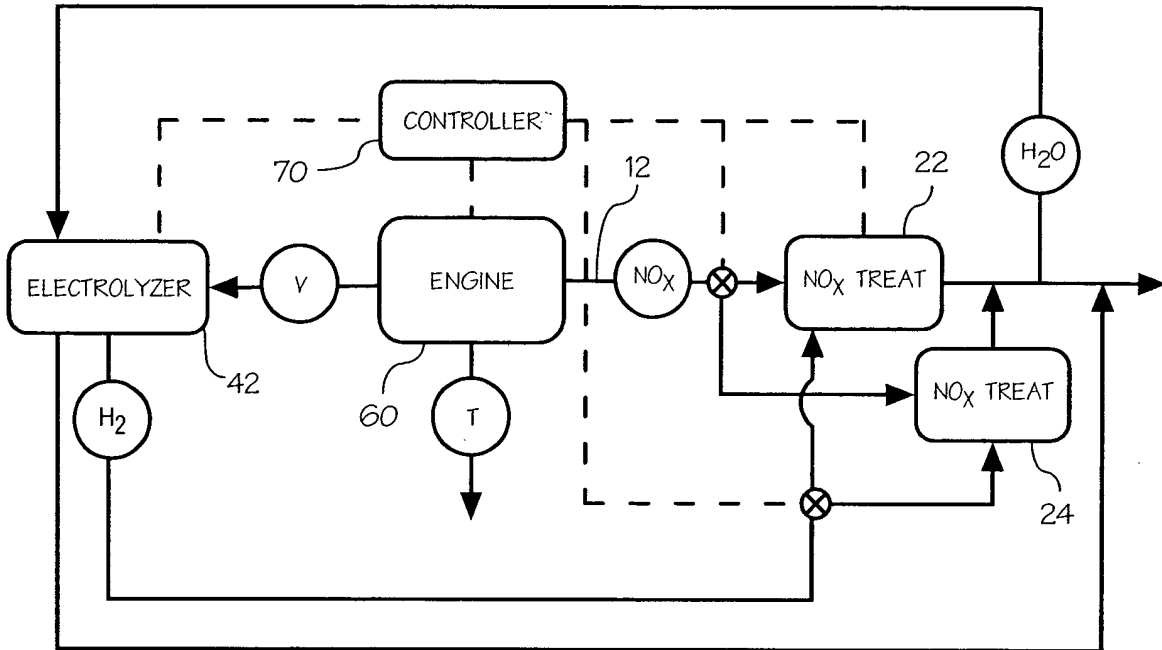 CONTROLLER
70
12
22
H2O
ELECTROLYZER
V
ENGINE
NOX
NOX TREAT
42
60
H2
T
NOX TREAT
24